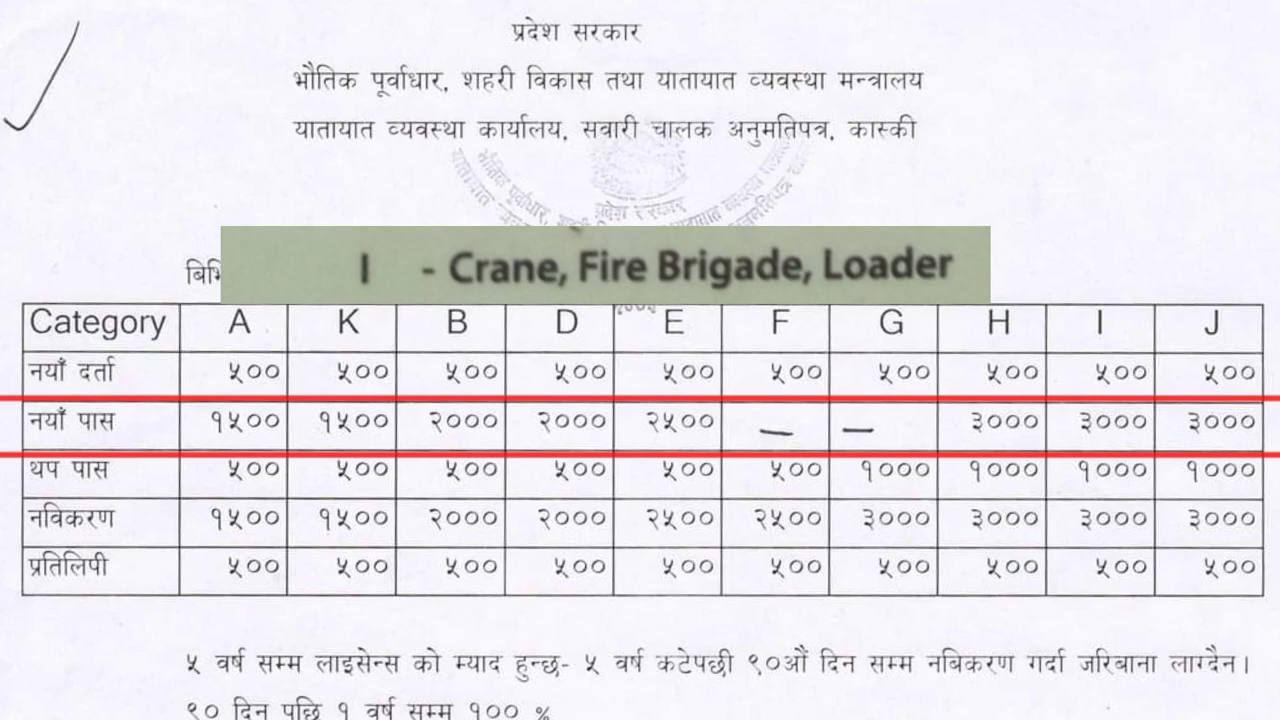 प्रदेश सरकार
भौतिक पूर्वाधार, शहरी विकास तथा यातायात व्यवस्था मन्त्रालय
यातायात व्यवस्था कार्यालय, सवारी चालक अनुमतिपत्र, कास्की
प्रदेश सरकार
I - Crane, Fire Brigade, Loader
Category A K B D E F G H I J
नयाँ दर्ता ५०० ५०० ५०० ५०० ५०० ५०० ५०० ५०० ५०० ५००
नयाँ पास १५०० १५०० २००० २००० २५०० — — ३००० ३००० ३०००
थप पास ५०० ५०० ५०० ५०० ५०० ५०० १००० १००० १००० १०००
नविकरण १५०० १५०० २००० २००० २५०० २५०० ३००० ३००० ३००० ३०००
प्रतिलिपी ५०० ५०० ५०० ५०० ५०० ५०० ५०० ५०० ५०० ५००
५ वर्ष सम्म लाइसेन्स को म्याद हुन्छ- ५ वर्ष कटेपछी ९०औं दिन सम्म नबिकरण गर्दा जरिबाना लाग्दैन।
९० दिन पछि १ वर्ष सम्म १०० %